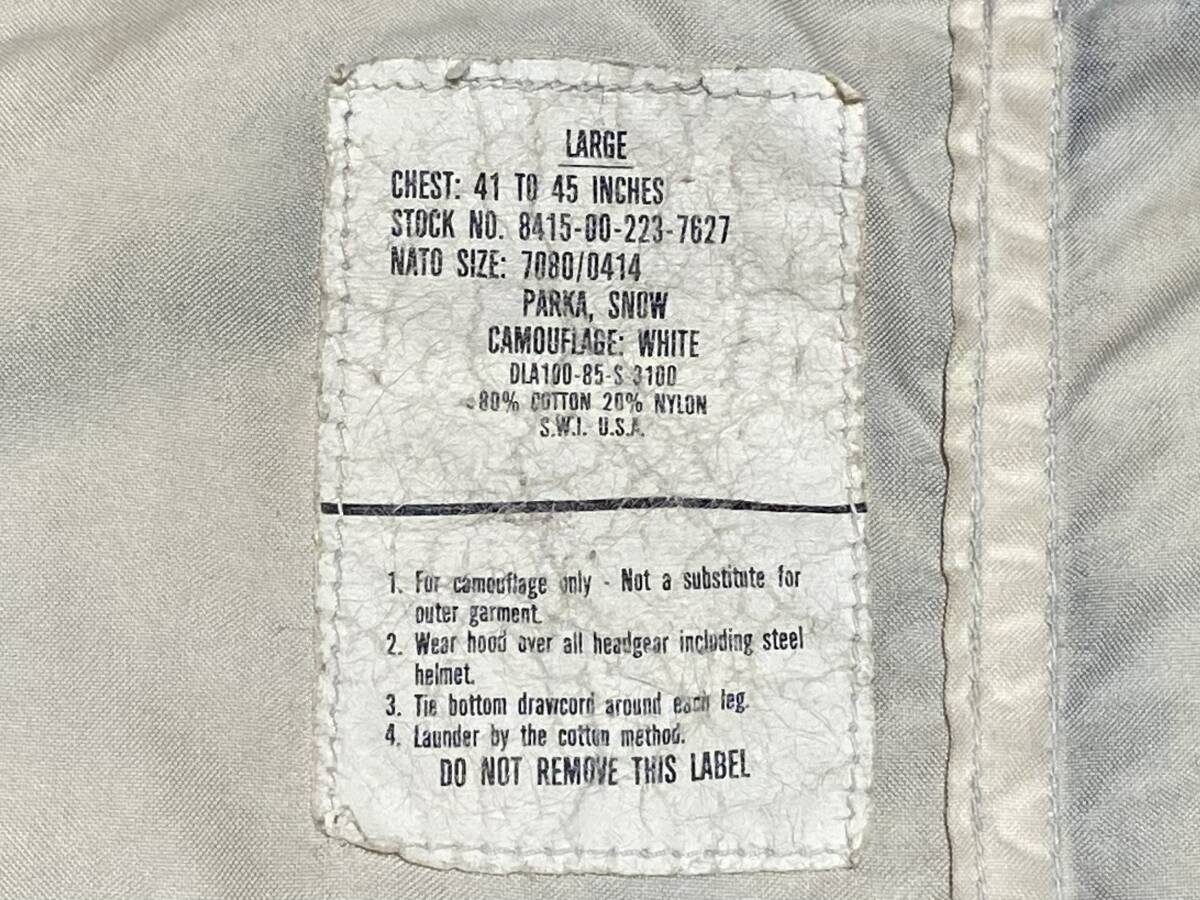 LARGE
CHEST: 41 TO 45 INCHES
STOCK NO. 8415-00-223-7627
NATO SIZE: 7080/0414
PARKA, SNOW
CAMOUFLAGE: WHITE
DLA100-85-S-3100
80% COTTON 20% NYLON
S.W.I. U.S.A.
1. For camouflage only - Not a substitute for
outer garment.
2. Wear hood over all headgear including steel
helmet.
3. Tie bottom drawcord around each leg.
4. Launder by the cotton method.
DO NOT REMOVE THIS LABEL